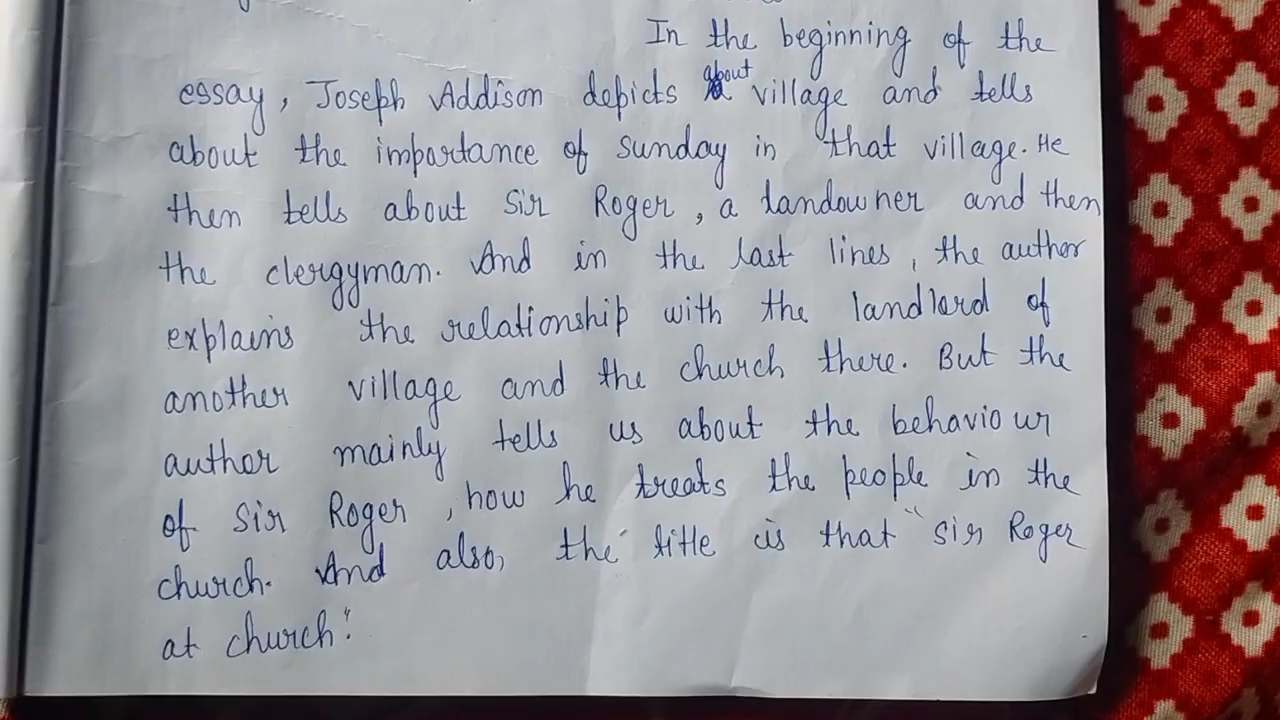 In the beginning of the
essay, Joseph Addison depicts about village and tells
about the importance of sunday in that village. He
then tells about Sir Roger, a landowner and then
the clergyman. And in the last lines, the author
explains the relationship with the landlord of
another village and the church there. But the
author mainly tells us about the behaviour
of Sir Roger, how he treats the people in the
church. And also, the title is that "Sir Roger
at church."